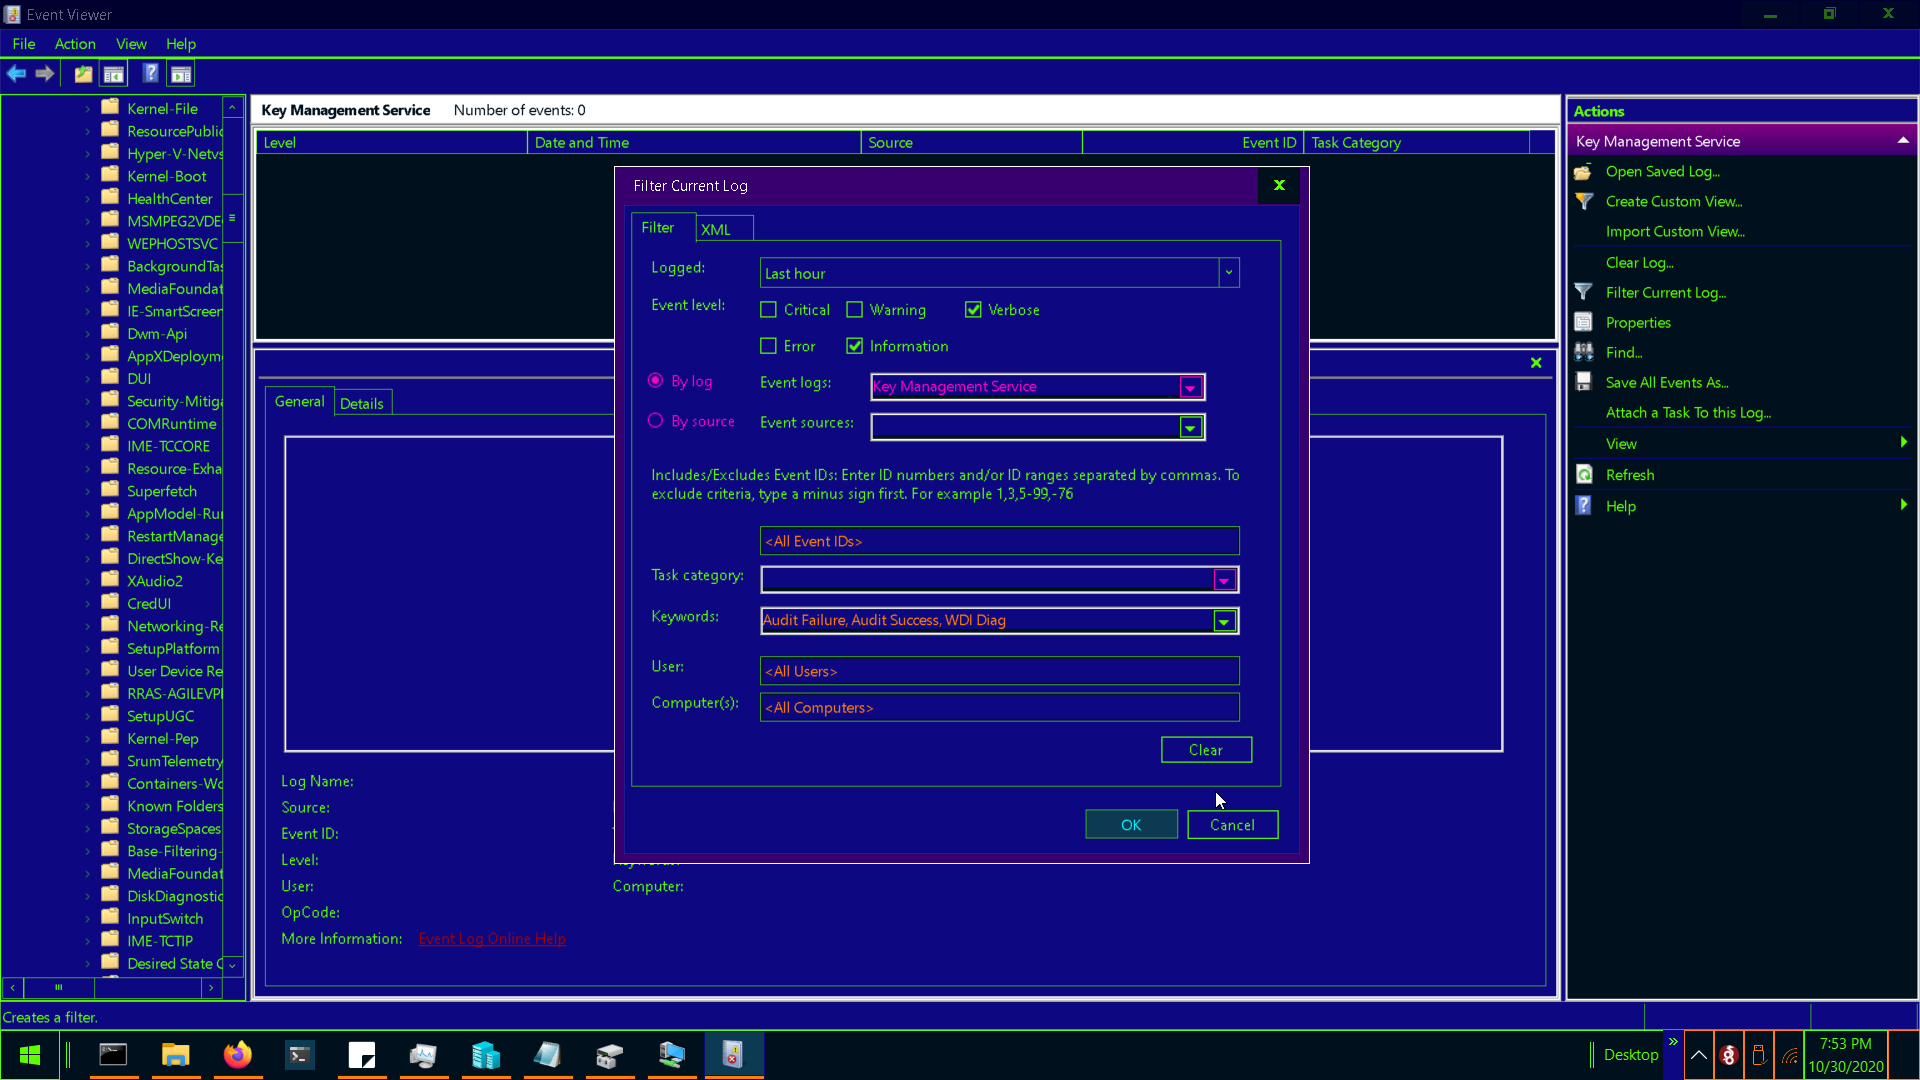 Event Viewer
File Action View Help
Kernel-File
ResourcePublic
Hyper-V-Netvs
Kernel-Boot
HealthCenter
MSMPEG2VDE
WEPHOSTSVC
BackgroundTas
MediaFoundat
IE-SmartScreen
Dwm-Api
AppXDeployme
DUI
Security-Mitiga
COMRuntime
IME-TCCORE
Resource-Exha
Superfetch
AppModel-Run
RestartManage
DirectShow-Ke
XAudio2
CredUI
Networking-Re
SetupPlatform
User Device Re
RRAS-AGILEVPN
SetupUGC
Kernel-Pep
SrumTelemetry
Containers-Wc
Known Folders
StorageSpaces
Base-Filtering-
MediaFoundat
DiskDiagnostic
InputSwitch
IME-TCTIP
Desired State C
Key Management Service Number of events: 0
Level Date and Time Source Event ID Task Category
General Details
Log Name:
Source:
Event ID:
Level:
User:
Computer:
OpCode:
More Information: Event Log Online Help
Filter Current Log
Filter XML
Logged: Last hour
Event level: Critical Warning Verbose
Error Information
By log Event logs: Key Management Service
By source Event sources:
Includes/Excludes Event IDs: Enter ID numbers and/or ID ranges separated by commas. To
exclude criteria, type a minus sign first. For example 1,3,5-99,-76
<All Event IDs>
Task category:
Keywords: Audit Failure, Audit Success, WDI Diag
User: <All Users>
Computer(s): <All Computers>
Clear
OK Cancel
Actions
Key Management Service
Open Saved Log...
Create Custom View...
Import Custom View...
Clear Log...
Filter Current Log...
Properties
Find...
Save All Events As...
Attach a Task To this Log...
View
Refresh
Help
Creates a filter.
Desktop
7:53 PM
10/30/2020